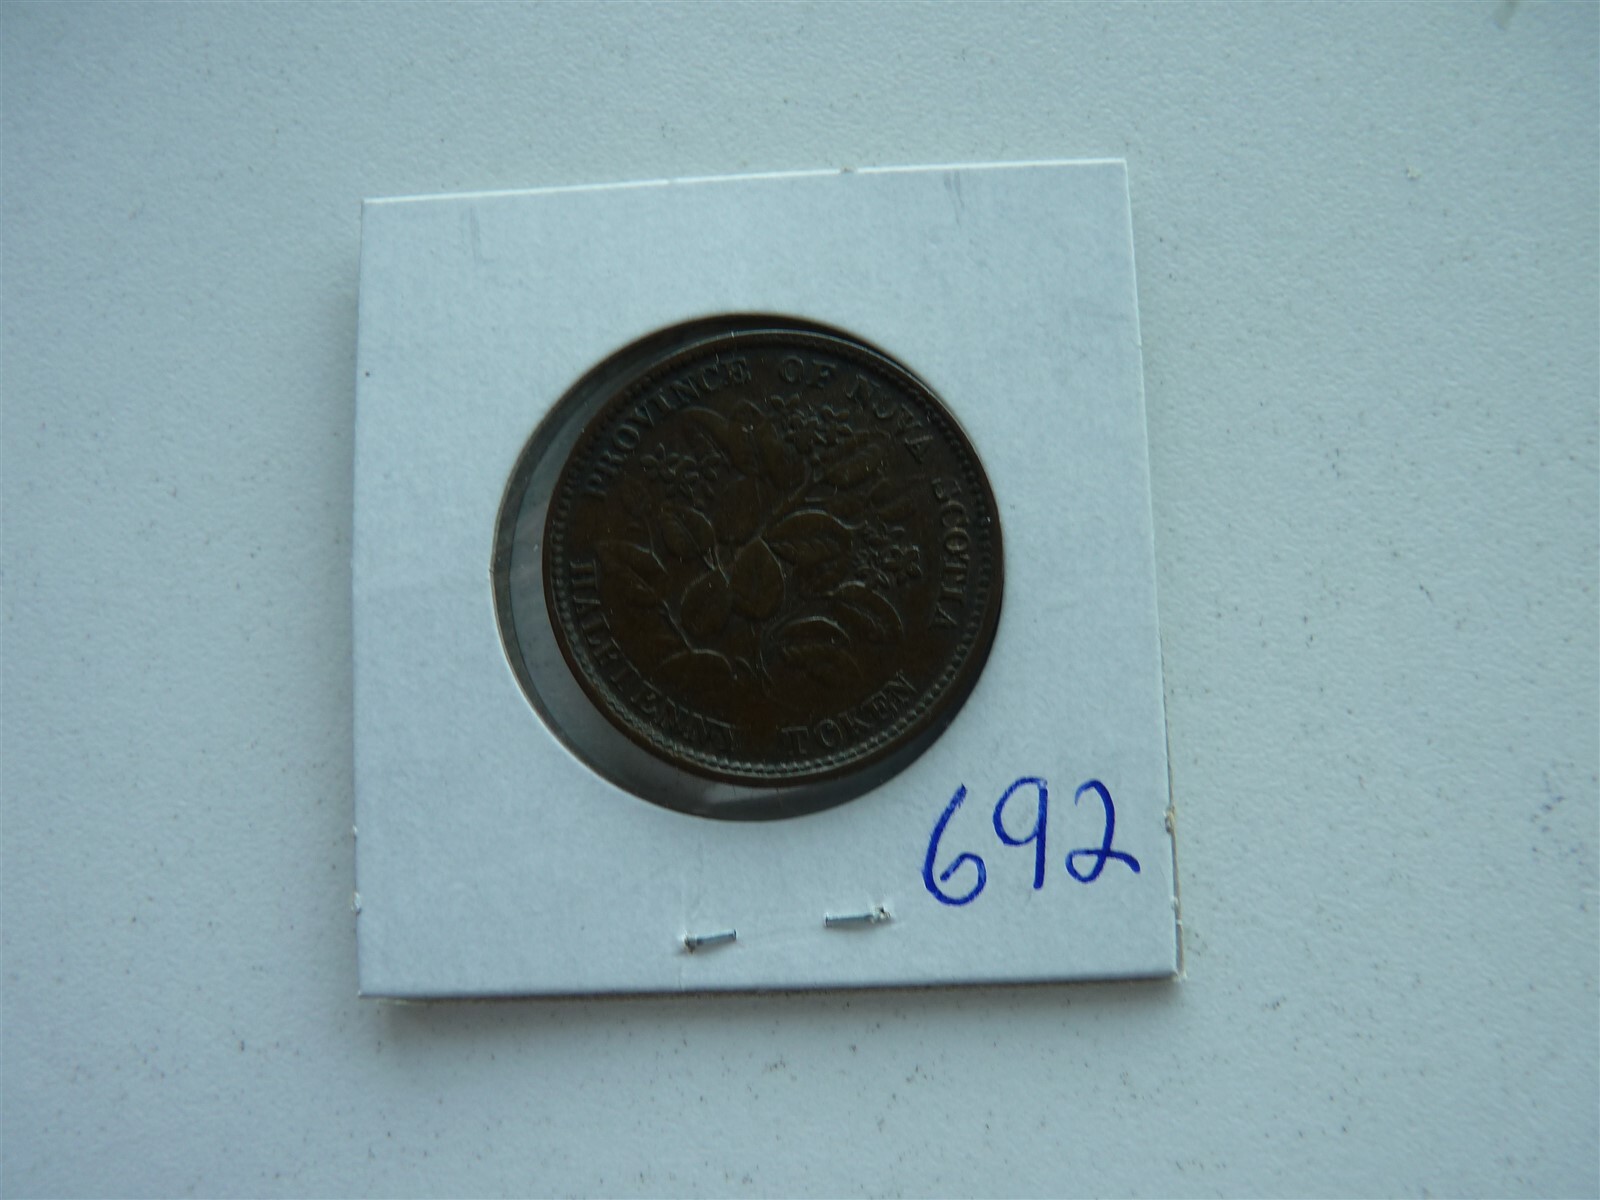 PROVINCE OF NOVA SCOTIA
HALFPENNY TOKEN
692